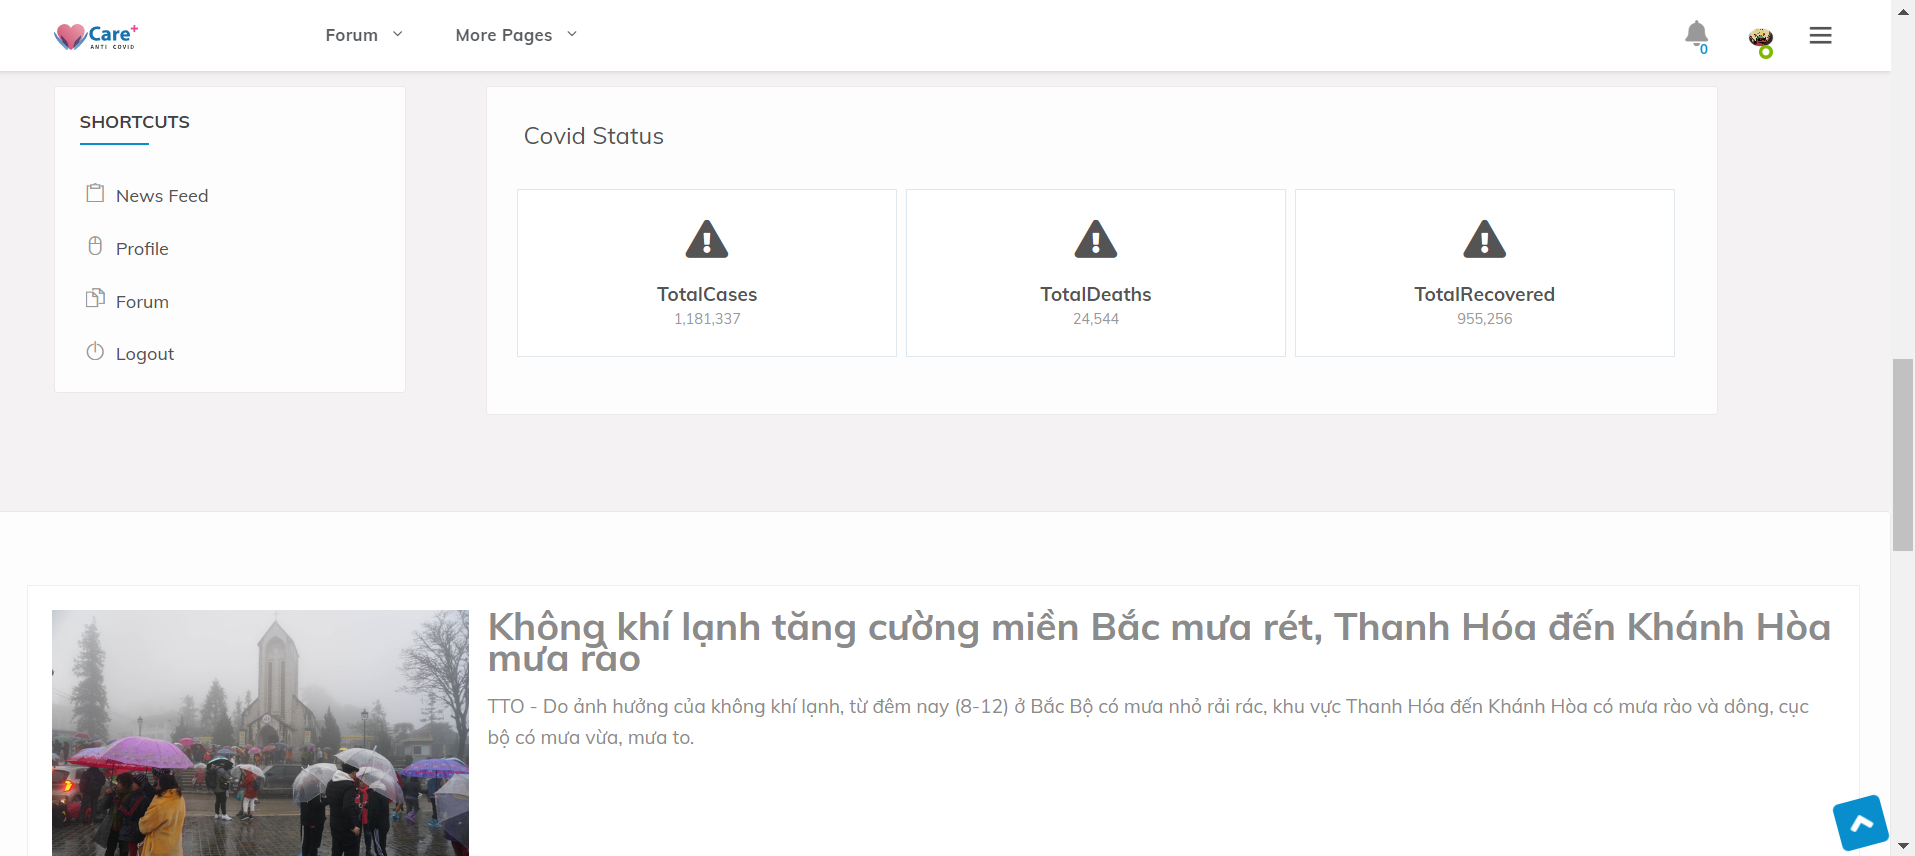 Care+
ANTI COVID
Forum
More Pages
0
SHORTCUTS
News Feed
Profile
Forum
Logout
Covid Status
TotalCases
1,181,337
TotalDeaths
24,544
TotalRecovered
955,256
Không khí lạnh tăng cường miền Bắc mưa rét, Thanh Hóa đến Khánh Hòa
mưa rào
TTO - Do ảnh hưởng của không khí lạnh, từ đêm nay (8-12) ở Bắc Bộ có mưa nhỏ rải rác, khu vực Thanh Hóa đến Khánh Hòa có mưa rào và dông, cục
bộ có mưa vừa, mưa to.